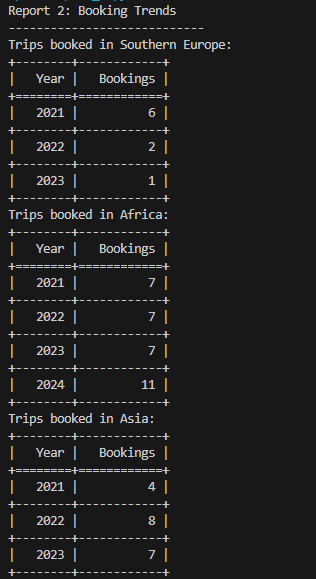 Report 2: Booking Trends
----------------------------
Trips booked in Southern Europe:
+--------+------------+
|   Year |   Bookings |
+========+============+
|   2021 |          6 |
+--------+------------+
|   2022 |          2 |
+--------+------------+
|   2023 |          1 |
+--------+------------+
Trips booked in Africa:
+--------+------------+
|   Year |   Bookings |
+========+============+
|   2021 |          7 |
+--------+------------+
|   2022 |          7 |
+--------+------------+
|   2023 |          7 |
+--------+------------+
|   2024 |         11 |
+--------+------------+
Trips booked in Asia:
+--------+------------+
|   Year |   Bookings |
+========+============+
|   2021 |          4 |
+--------+------------+
|   2022 |          8 |
+--------+------------+
|   2023 |          7 |
+--------+------------+